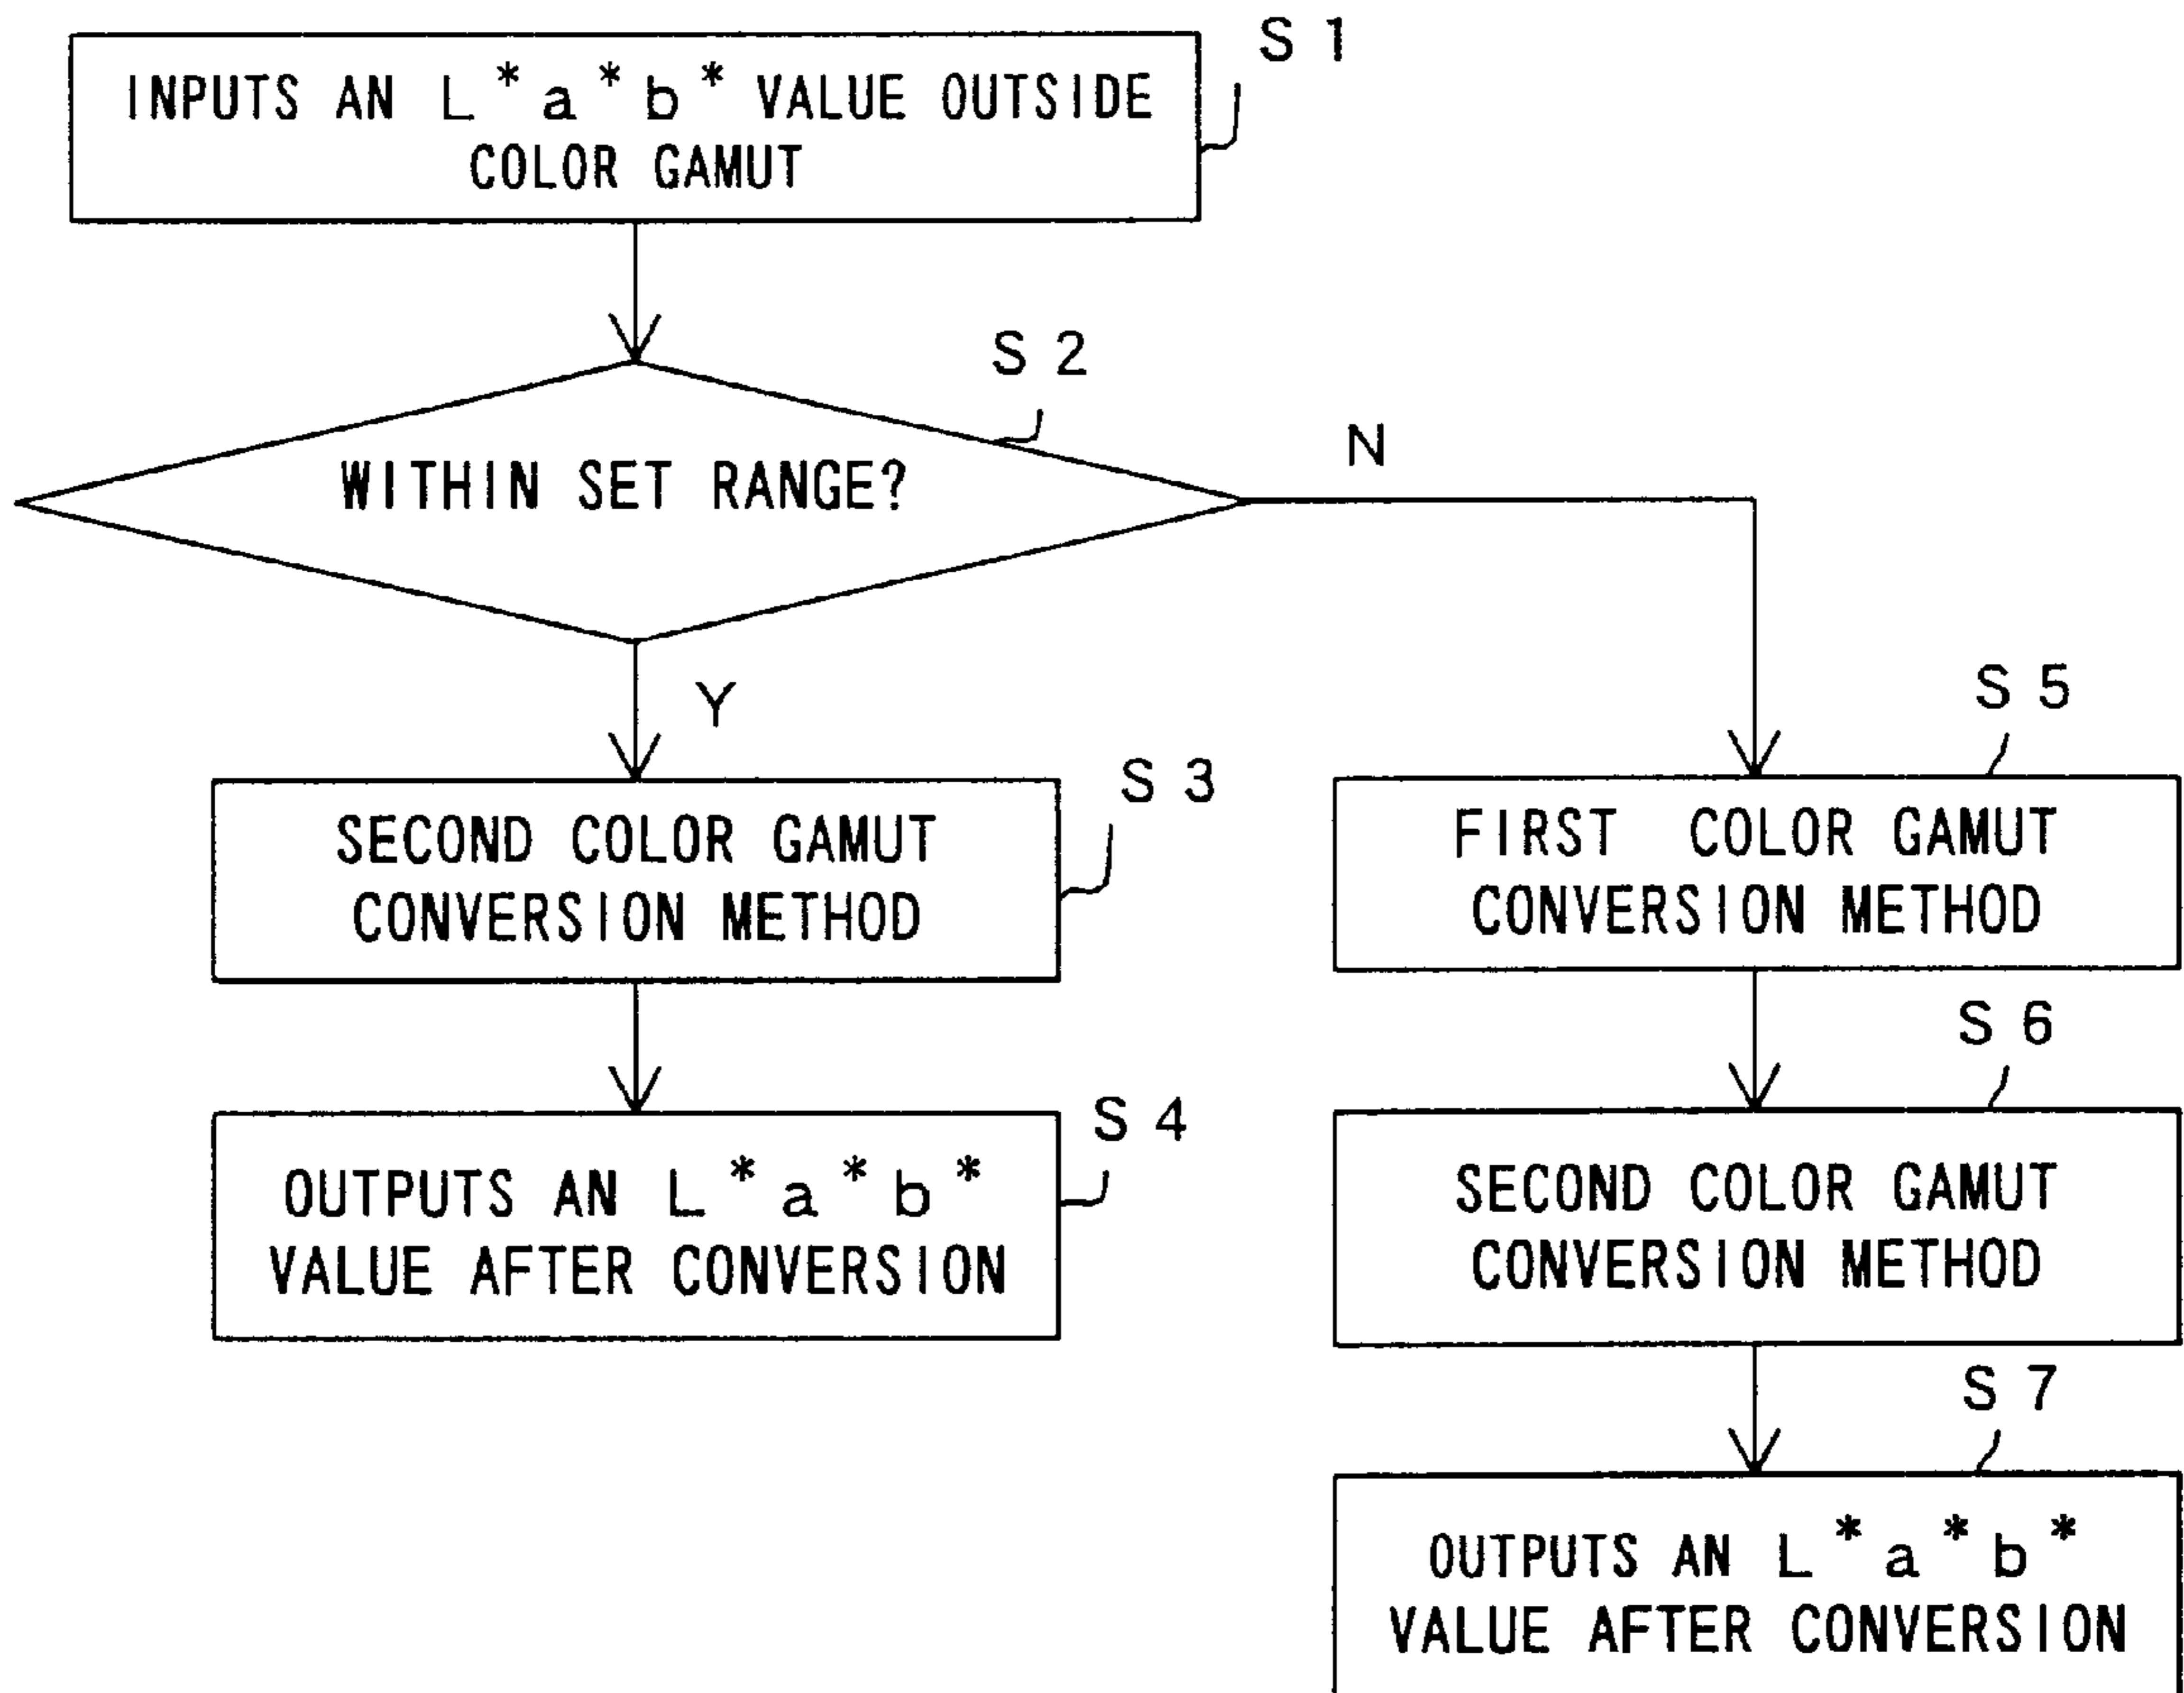 S 1
INPUTS AN L*a*b* VALUE OUTSIDE
COLOR GAMUT
S 2
WITHIN SET RANGE?
N
Y
S 3
SECOND COLOR GAMUT
CONVERSION METHOD
S 4
OUTPUTS AN L*a*b*
VALUE AFTER CONVERSION
S 5
FIRST COLOR GAMUT
CONVERSION METHOD
S 6
SECOND COLOR GAMUT
CONVERSION METHOD
S 7
OUTPUTS AN L*a*b*
VALUE AFTER CONVERSION